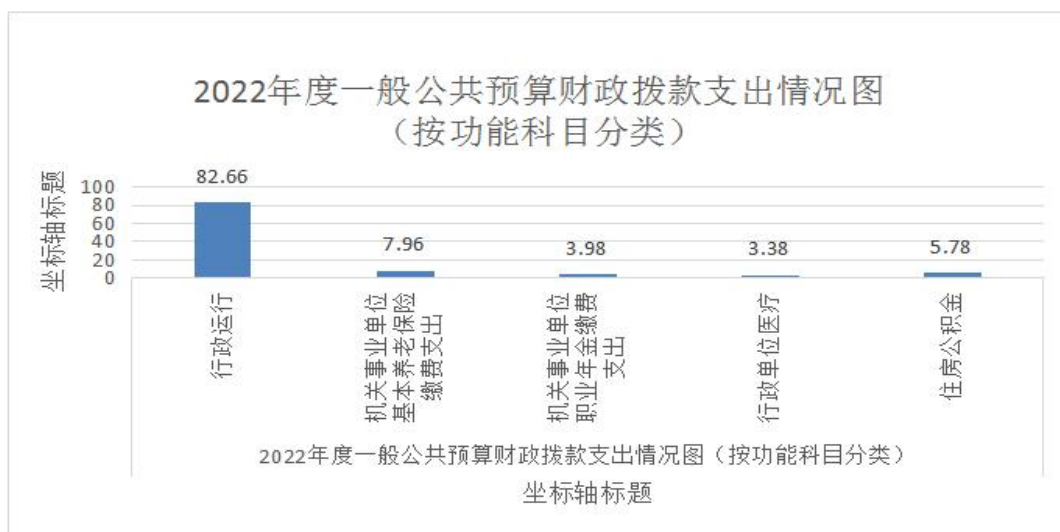 2022年度一般公共预算财政拨款支出情况图
（按功能科目分类）
坐标轴标题
100
80
60
40
20
0
82.66
7.96
3.98
3.38
5.78
行政运行
机关事业单位
基本养老保险
缴费支出
机关事业单位
职业年金缴费
支出
行政单位医疗
住房公积金
2022年度一般公共预算财政拨款支出情况图（按功能科目分类）
坐标轴标题